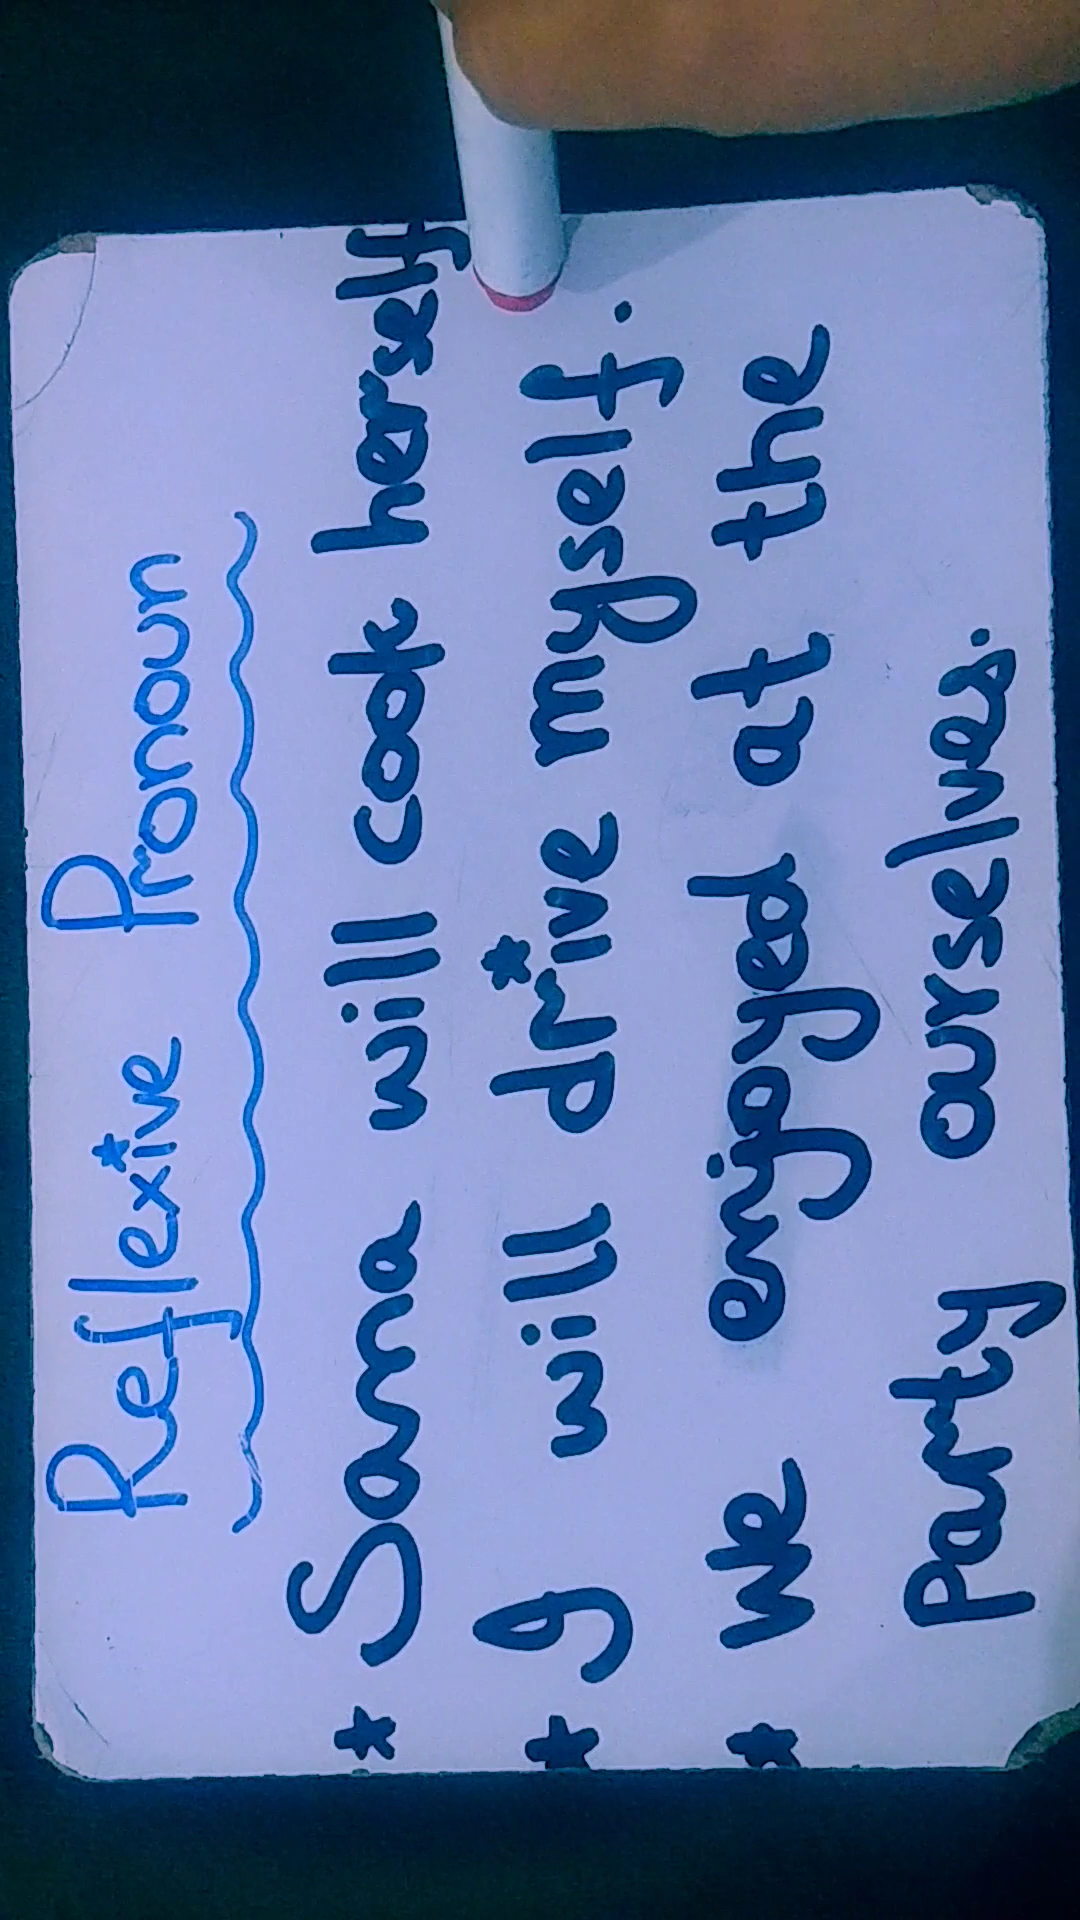 Reflexive Pronoun
* Sama will cook herself
* I will drive myself.
* we enjoyed at the
Party ourselves.